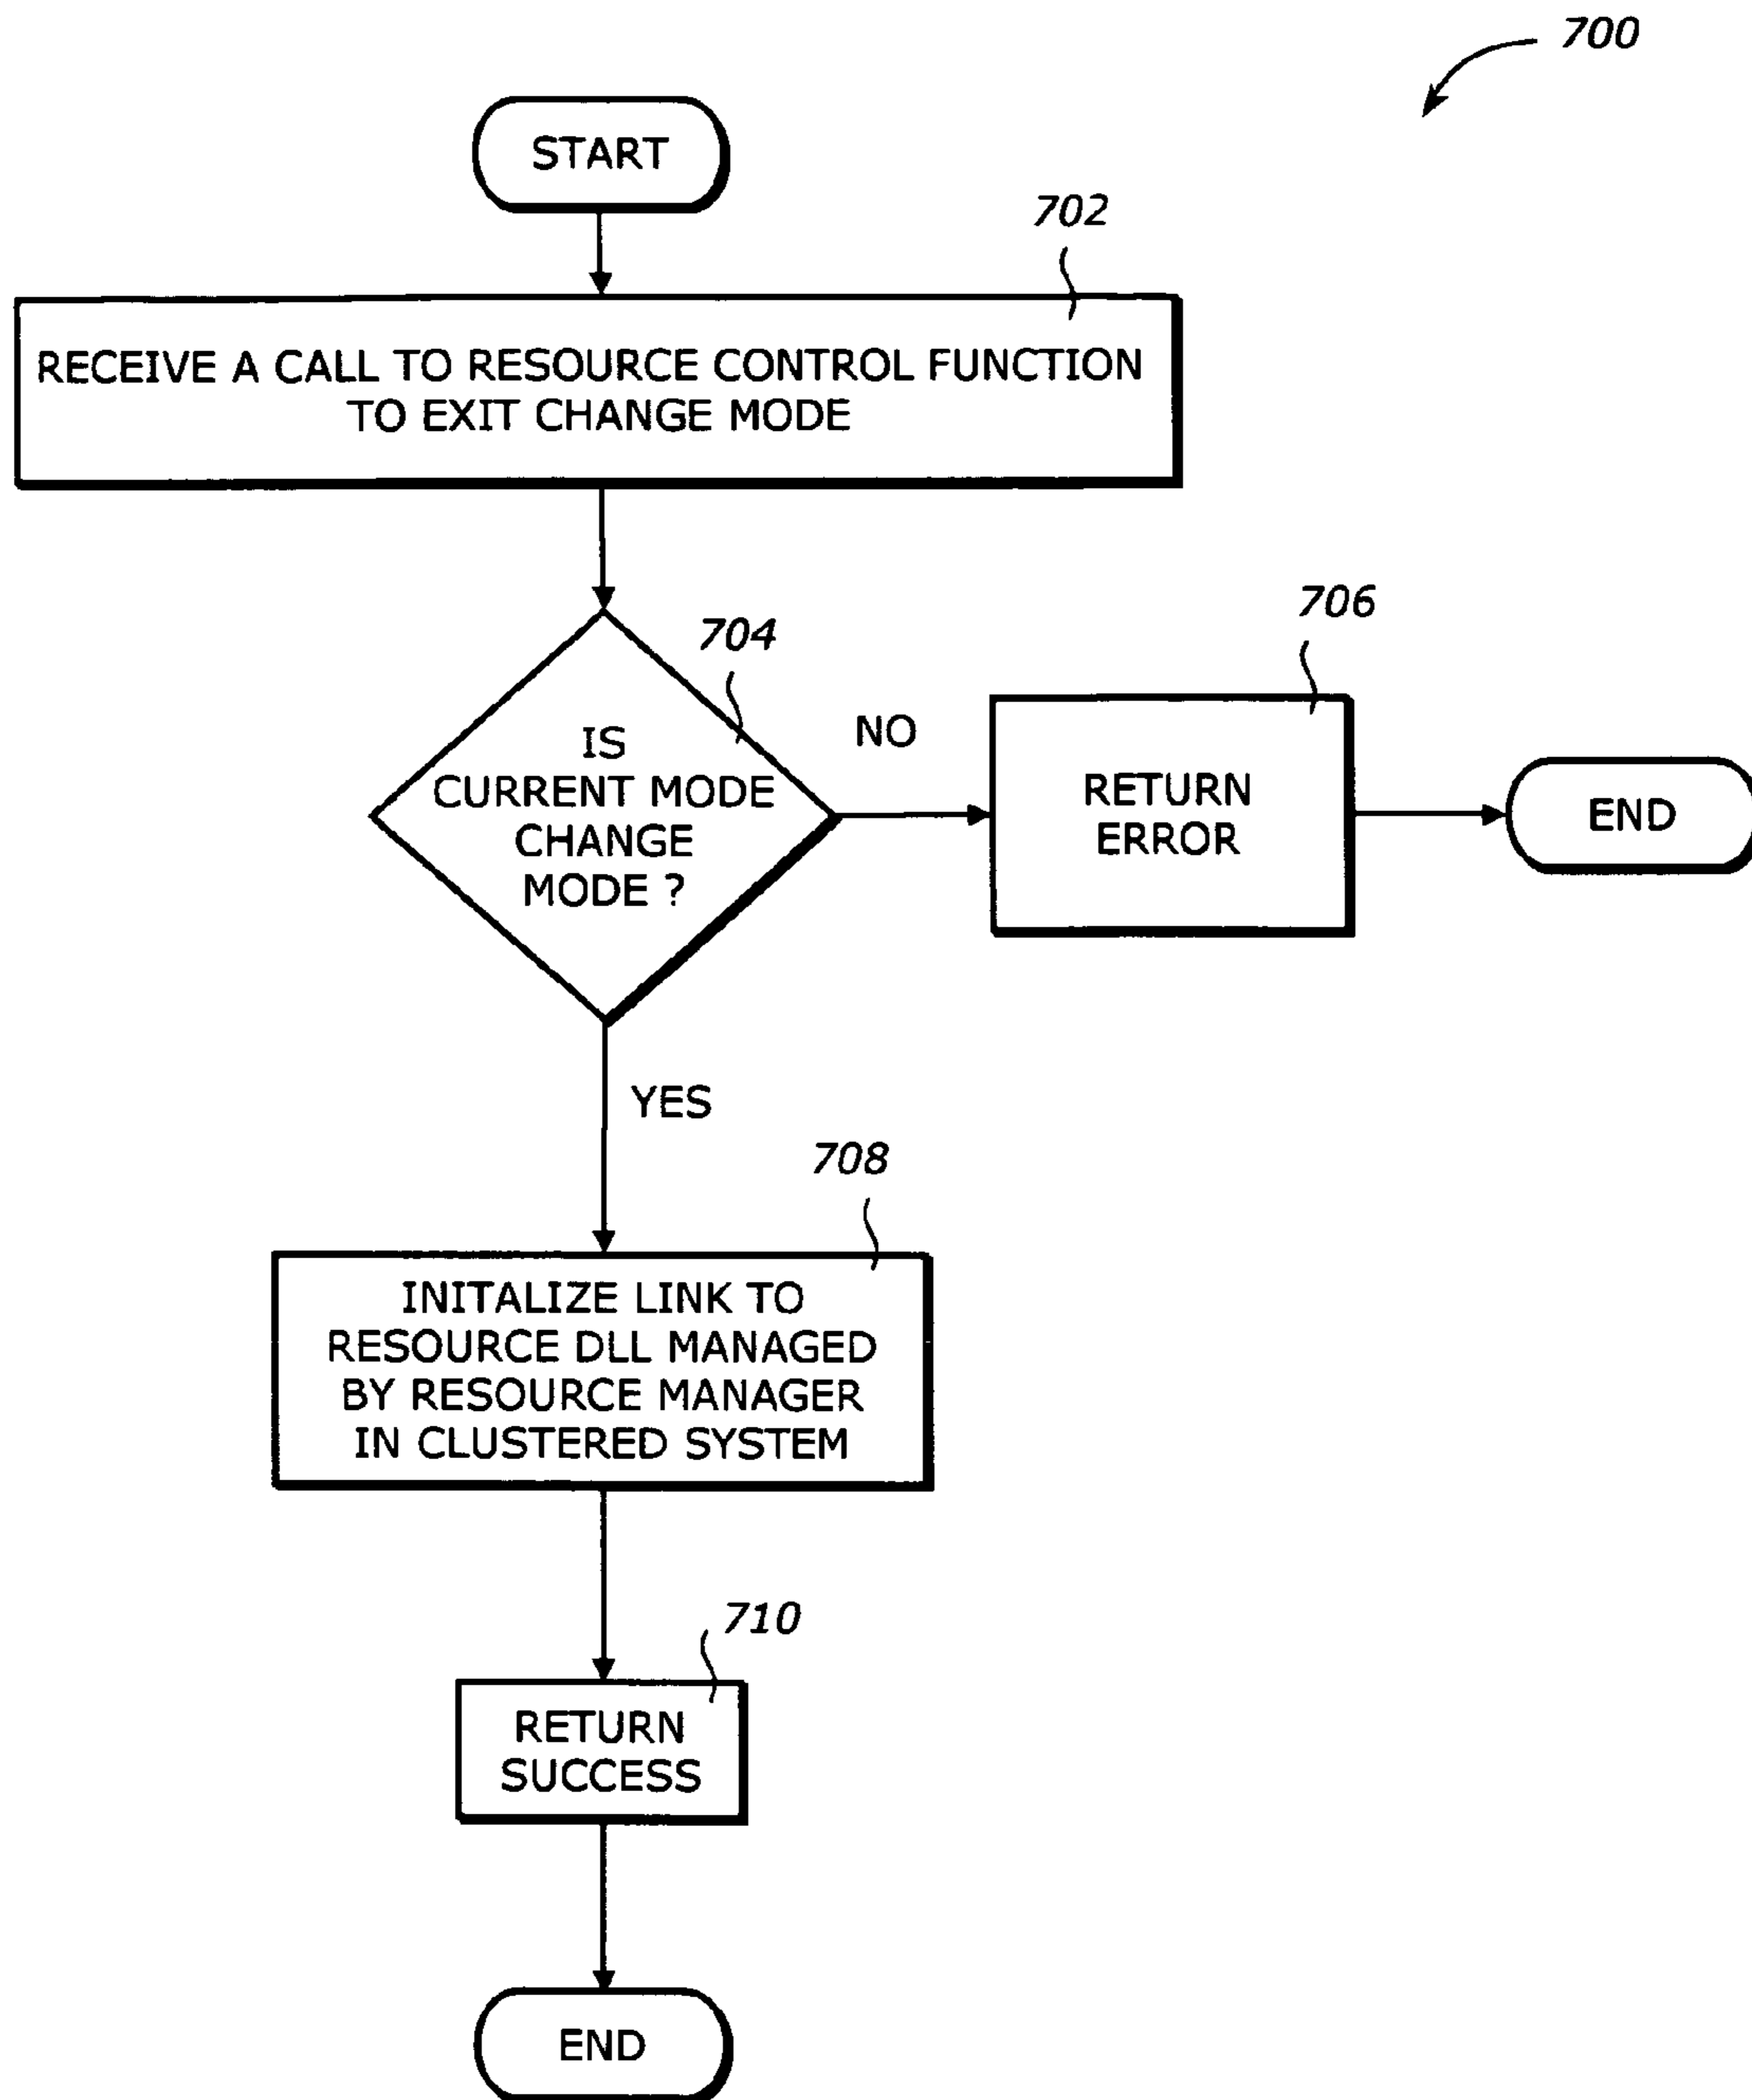 700
START
702
RECEIVE A CALL TO RESOURCE CONTROL FUNCTION
TO EXIT CHANGE MODE
704
IS
CURRENT MODE
CHANGE
MODE ?
NO
706
RETURN
ERROR
END
YES
708
INITALIZE LINK TO
RESOURCE DLL MANAGED
BY RESOURCE MANAGER
IN CLUSTERED SYSTEM
710
RETURN
SUCCESS
END